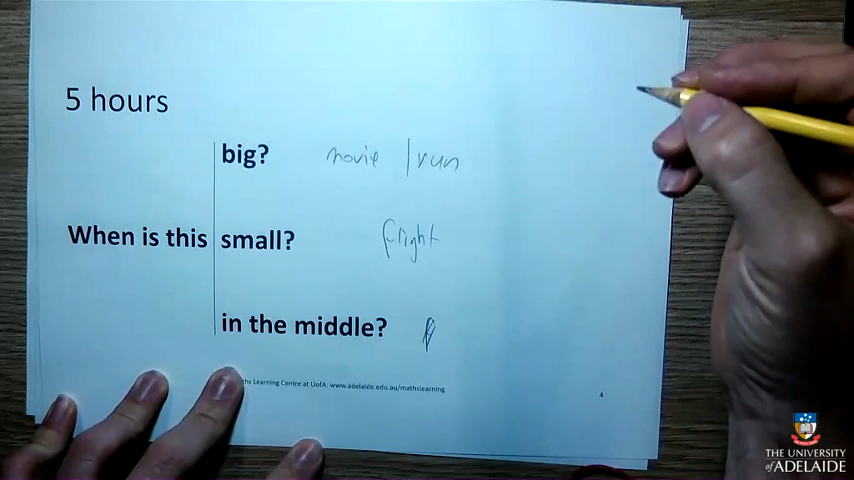 5 hours
big? movie / run
When is this small? flight
in the middle?
ths Learning Centre at UofA: www.adelaide.edu.au/mathslearning
4
THE UNIVERSITY
of ADELAIDE